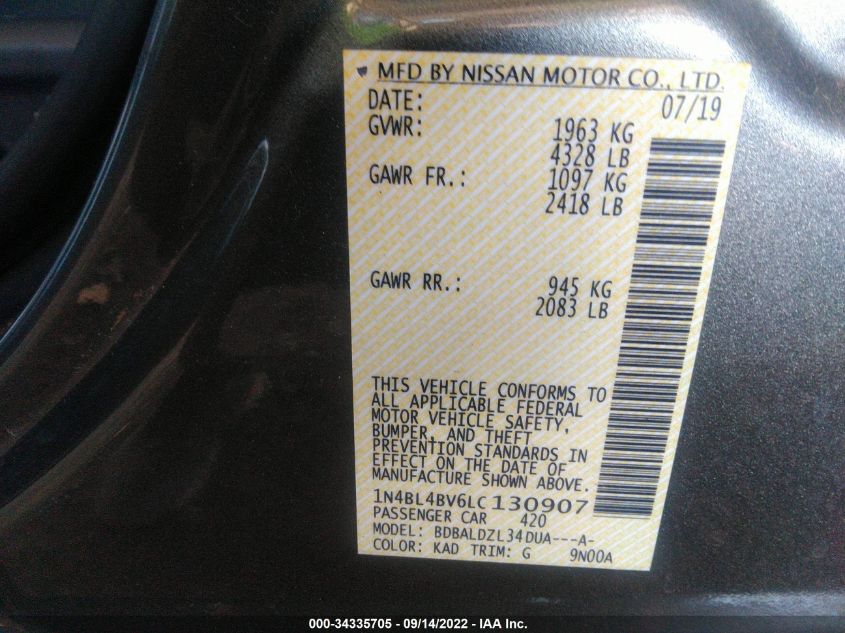 MFD BY NISSAN MOTOR CO., LTD.
DATE: 07/19
GVWR: 1963 KG
4328 LB
GAWR FR.: 1097 KG
2418 LB
GAWR RR.: 945 KG
2083 LB
THIS VEHICLE CONFORMS TO
ALL APPLICABLE FEDERAL
MOTOR VEHICLE SAFETY,
BUMPER, AND THEFT
PREVENTION STANDARDS IN
EFFECT ON THE DATE OF
MANUFACTURE SHOWN ABOVE.
1N4BL4BV6LC130907
PASSENGER CAR 420
MODEL: BDBALDZL34DUA---A-
COLOR: KAD TRIM: G 9N00A
000-34335705 - 09/14/2022 - IAA Inc.